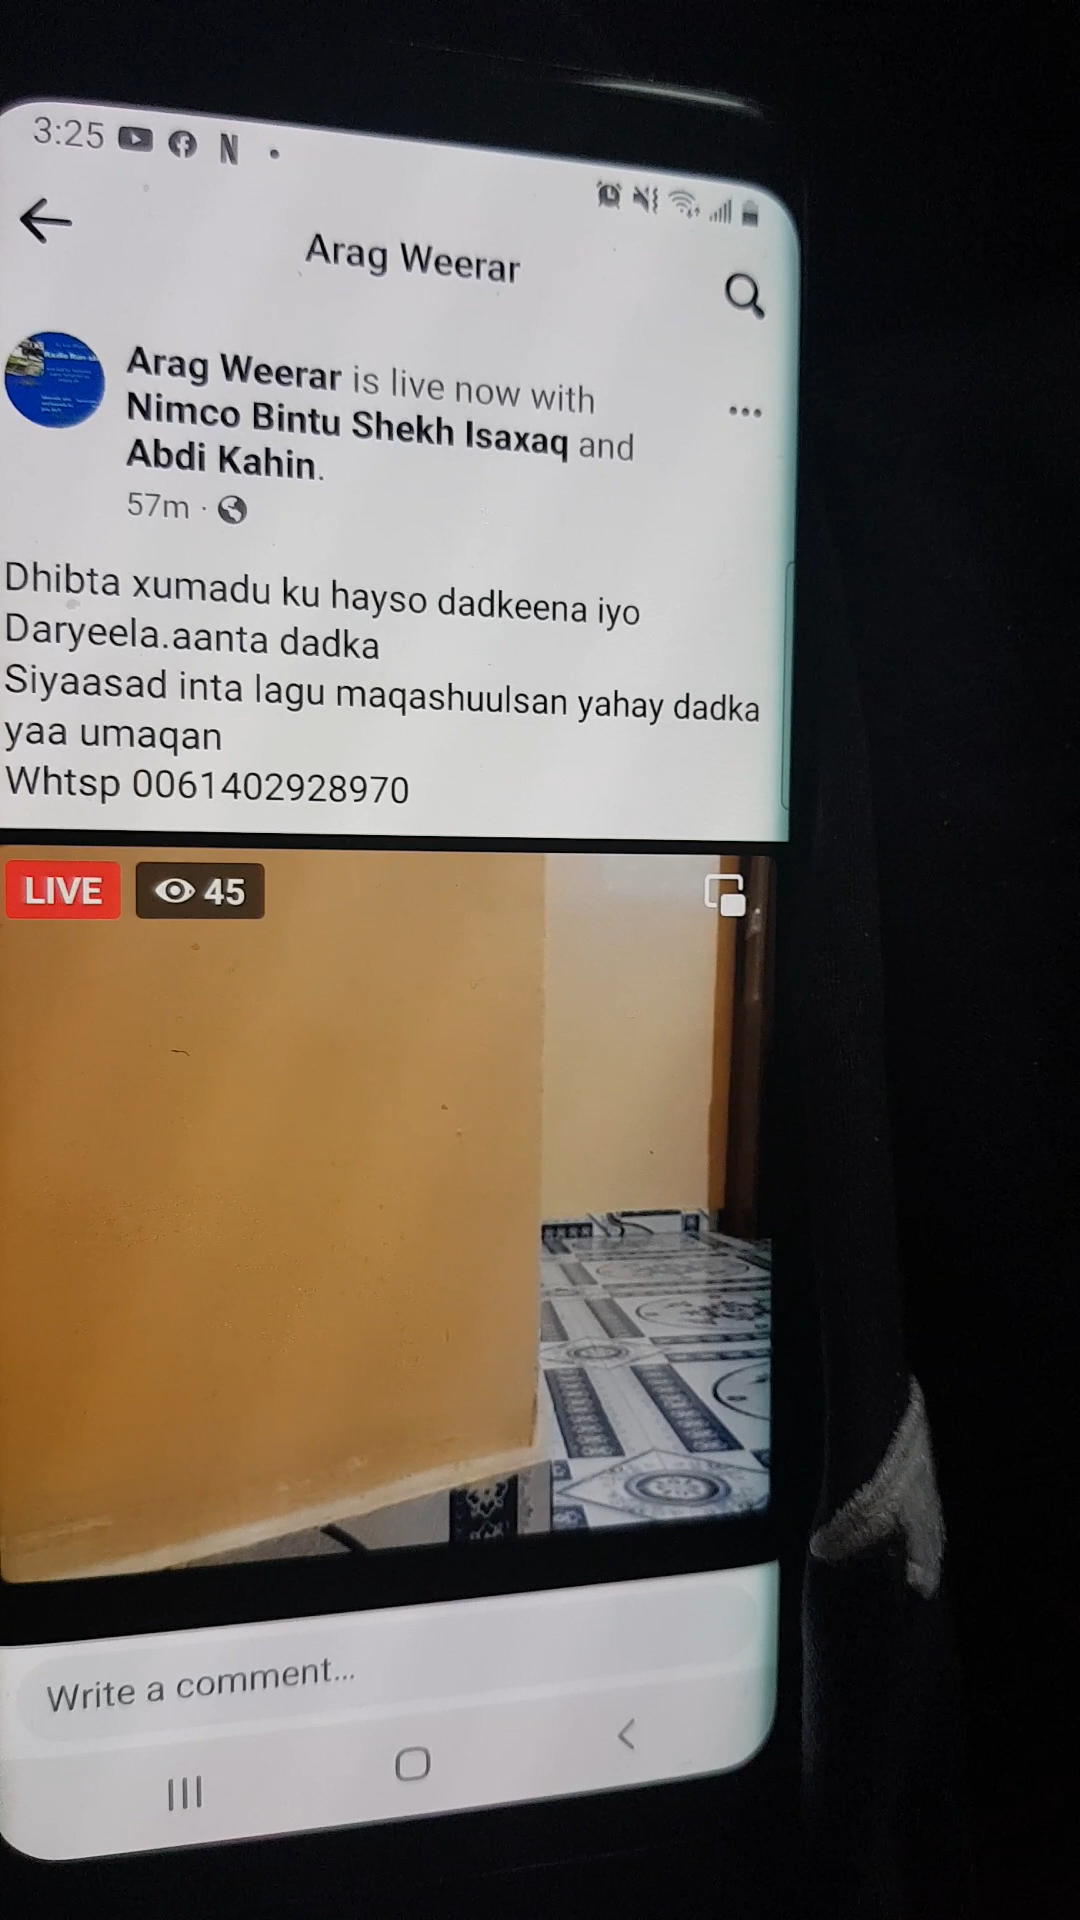 3:25
Arag Weerar
Arag Weerar is live now with
Nimco Bintu Shekh Isaxaq and
Abdi Kahin.
57m ·
Dhibta xumadu ku hayso dadkeena iyo
Daryeela.aanta dadka
Siyaasad inta lagu maqashuulsan yahay dadka
yaa umaqan
Whtsp 0061402928970
LIVE 45
Write a comment...